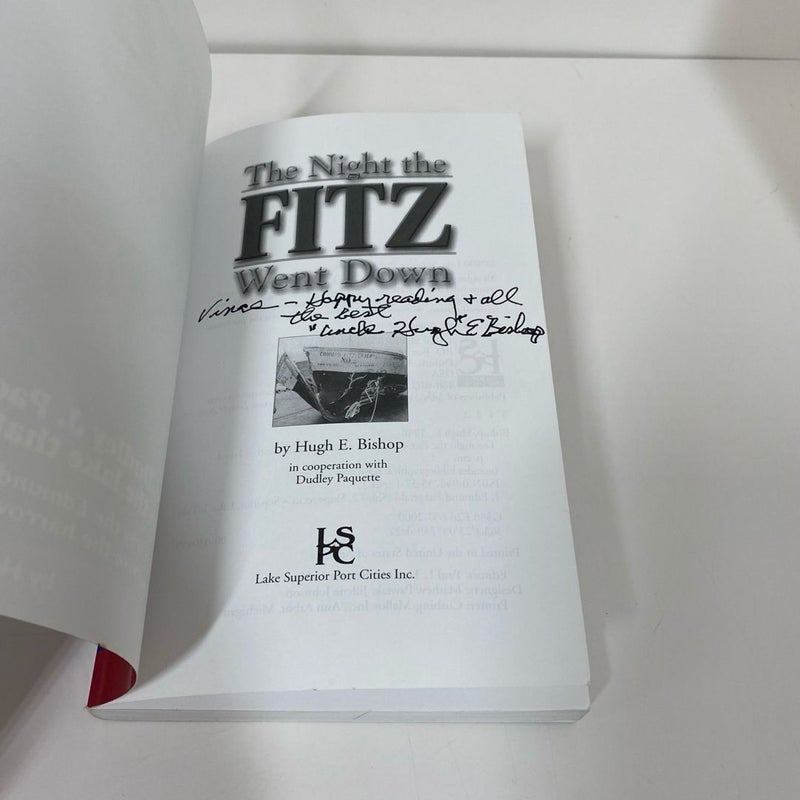 The Night the
FITZ
Went Down
Vince – Happy reading + all
the best
"Uncle Hugh" E Bishop
by Hugh E. Bishop
in cooperation with
Dudley Paquette
LSPC
Lake Superior Port Cities Inc.